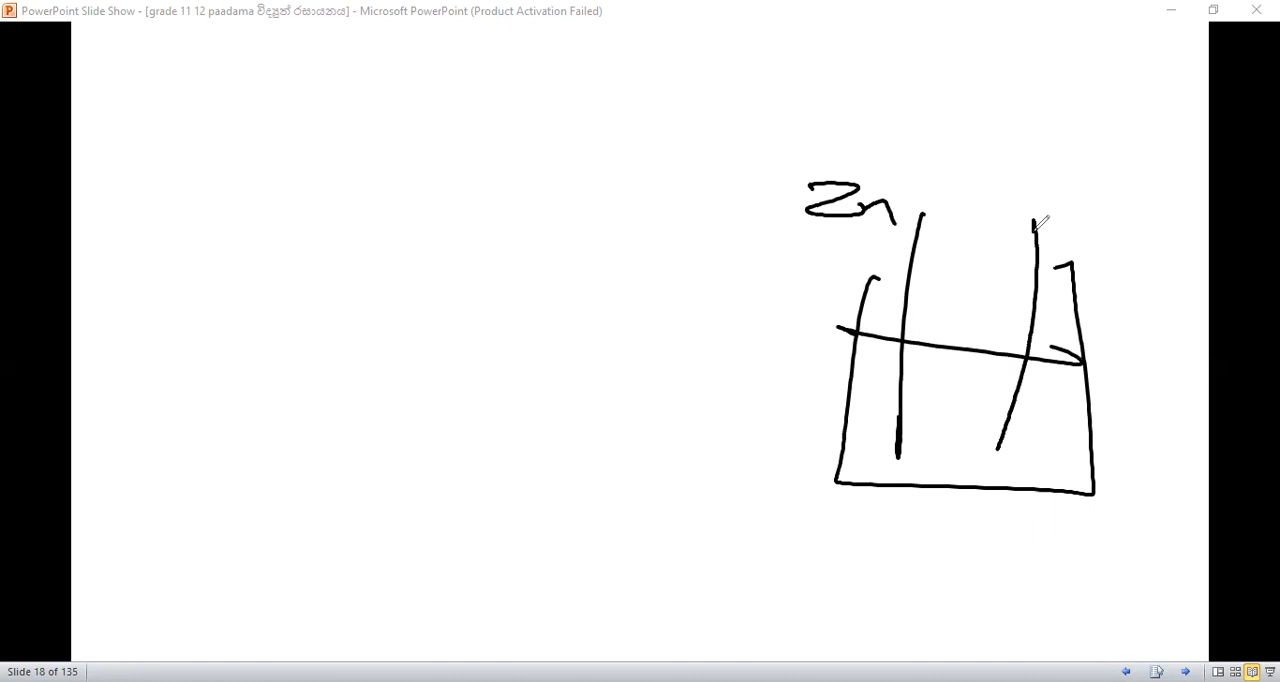 PowerPoint Slide Show - [grade 11 12 paadama විද්‍යුත් රසායනය] - Microsoft PowerPoint (Product Activation Failed)
Zn
Slide 18 of 135